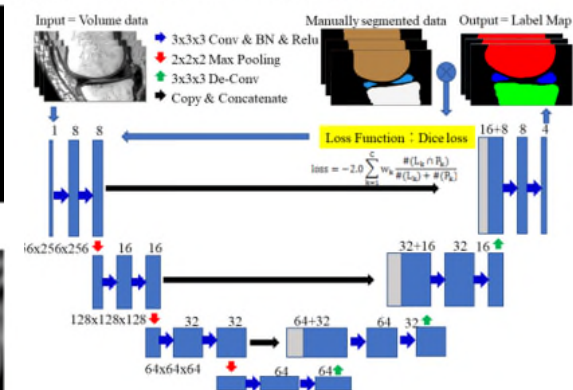 Input = Volume data
Manually segmented data
Output = Label Map
3x3x3 Conv & BN & Relu
2x2x2 Max Pooling
3x3x3 De-Conv
Copy & Concatenate
Loss Function：Dice loss
1 8 8
16+8 8 4
6x256x256
16 16
32+16 32 16
128x128x128
32 32
64+32 64 32
64x64x64
64 64